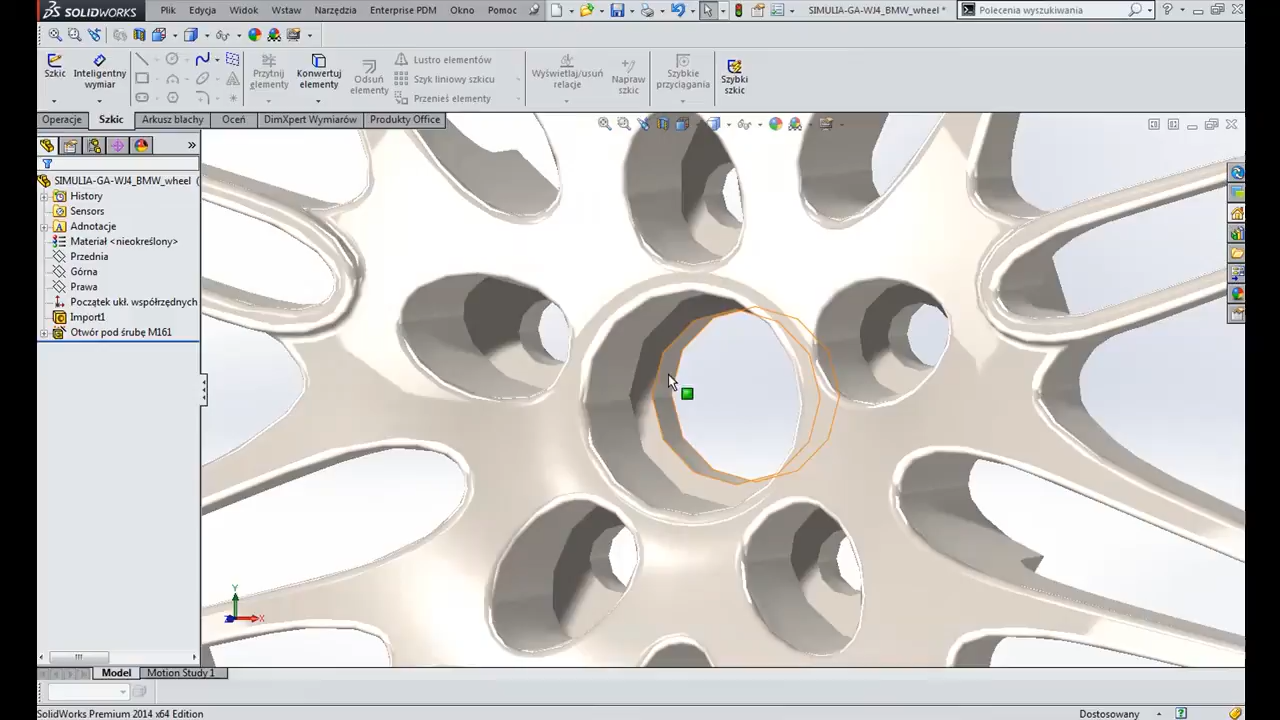 SOLIDWORKS
Plik Edycja Widok Wstaw Narzędzia Enterprise PDM Okno Pomoc
SIMULIA-GA-WJ4_BMW_wheel *
Polecenia wyszukiwania
Szkic
Inteligentny wymiar
Przytnij elementy
Konwertuj elementy
Odsuń elementy
Lustro elementów
Szyk liniowy szkicu
Przenieś elementy
Wyświetlaj/usuń relacje
Napraw szkic
Szybkie przyciągania
Szybki szkic
Operacje Szkic Arkusz blachy Oceń DimXpert Wymiarów Produkty Office
SIMULIA-GA-WJ4_BMW_wheel (
History
Sensors
Adnotacje
Materiał <nieokreślony>
Przednia
Górna
Prawa
Początek ukł. współrzędnych
Import1
Otwór pod śrubę M161
Y
X
Model Motion Study 1
SolidWorks Premium 2014 x64 Edition
Dostosowany